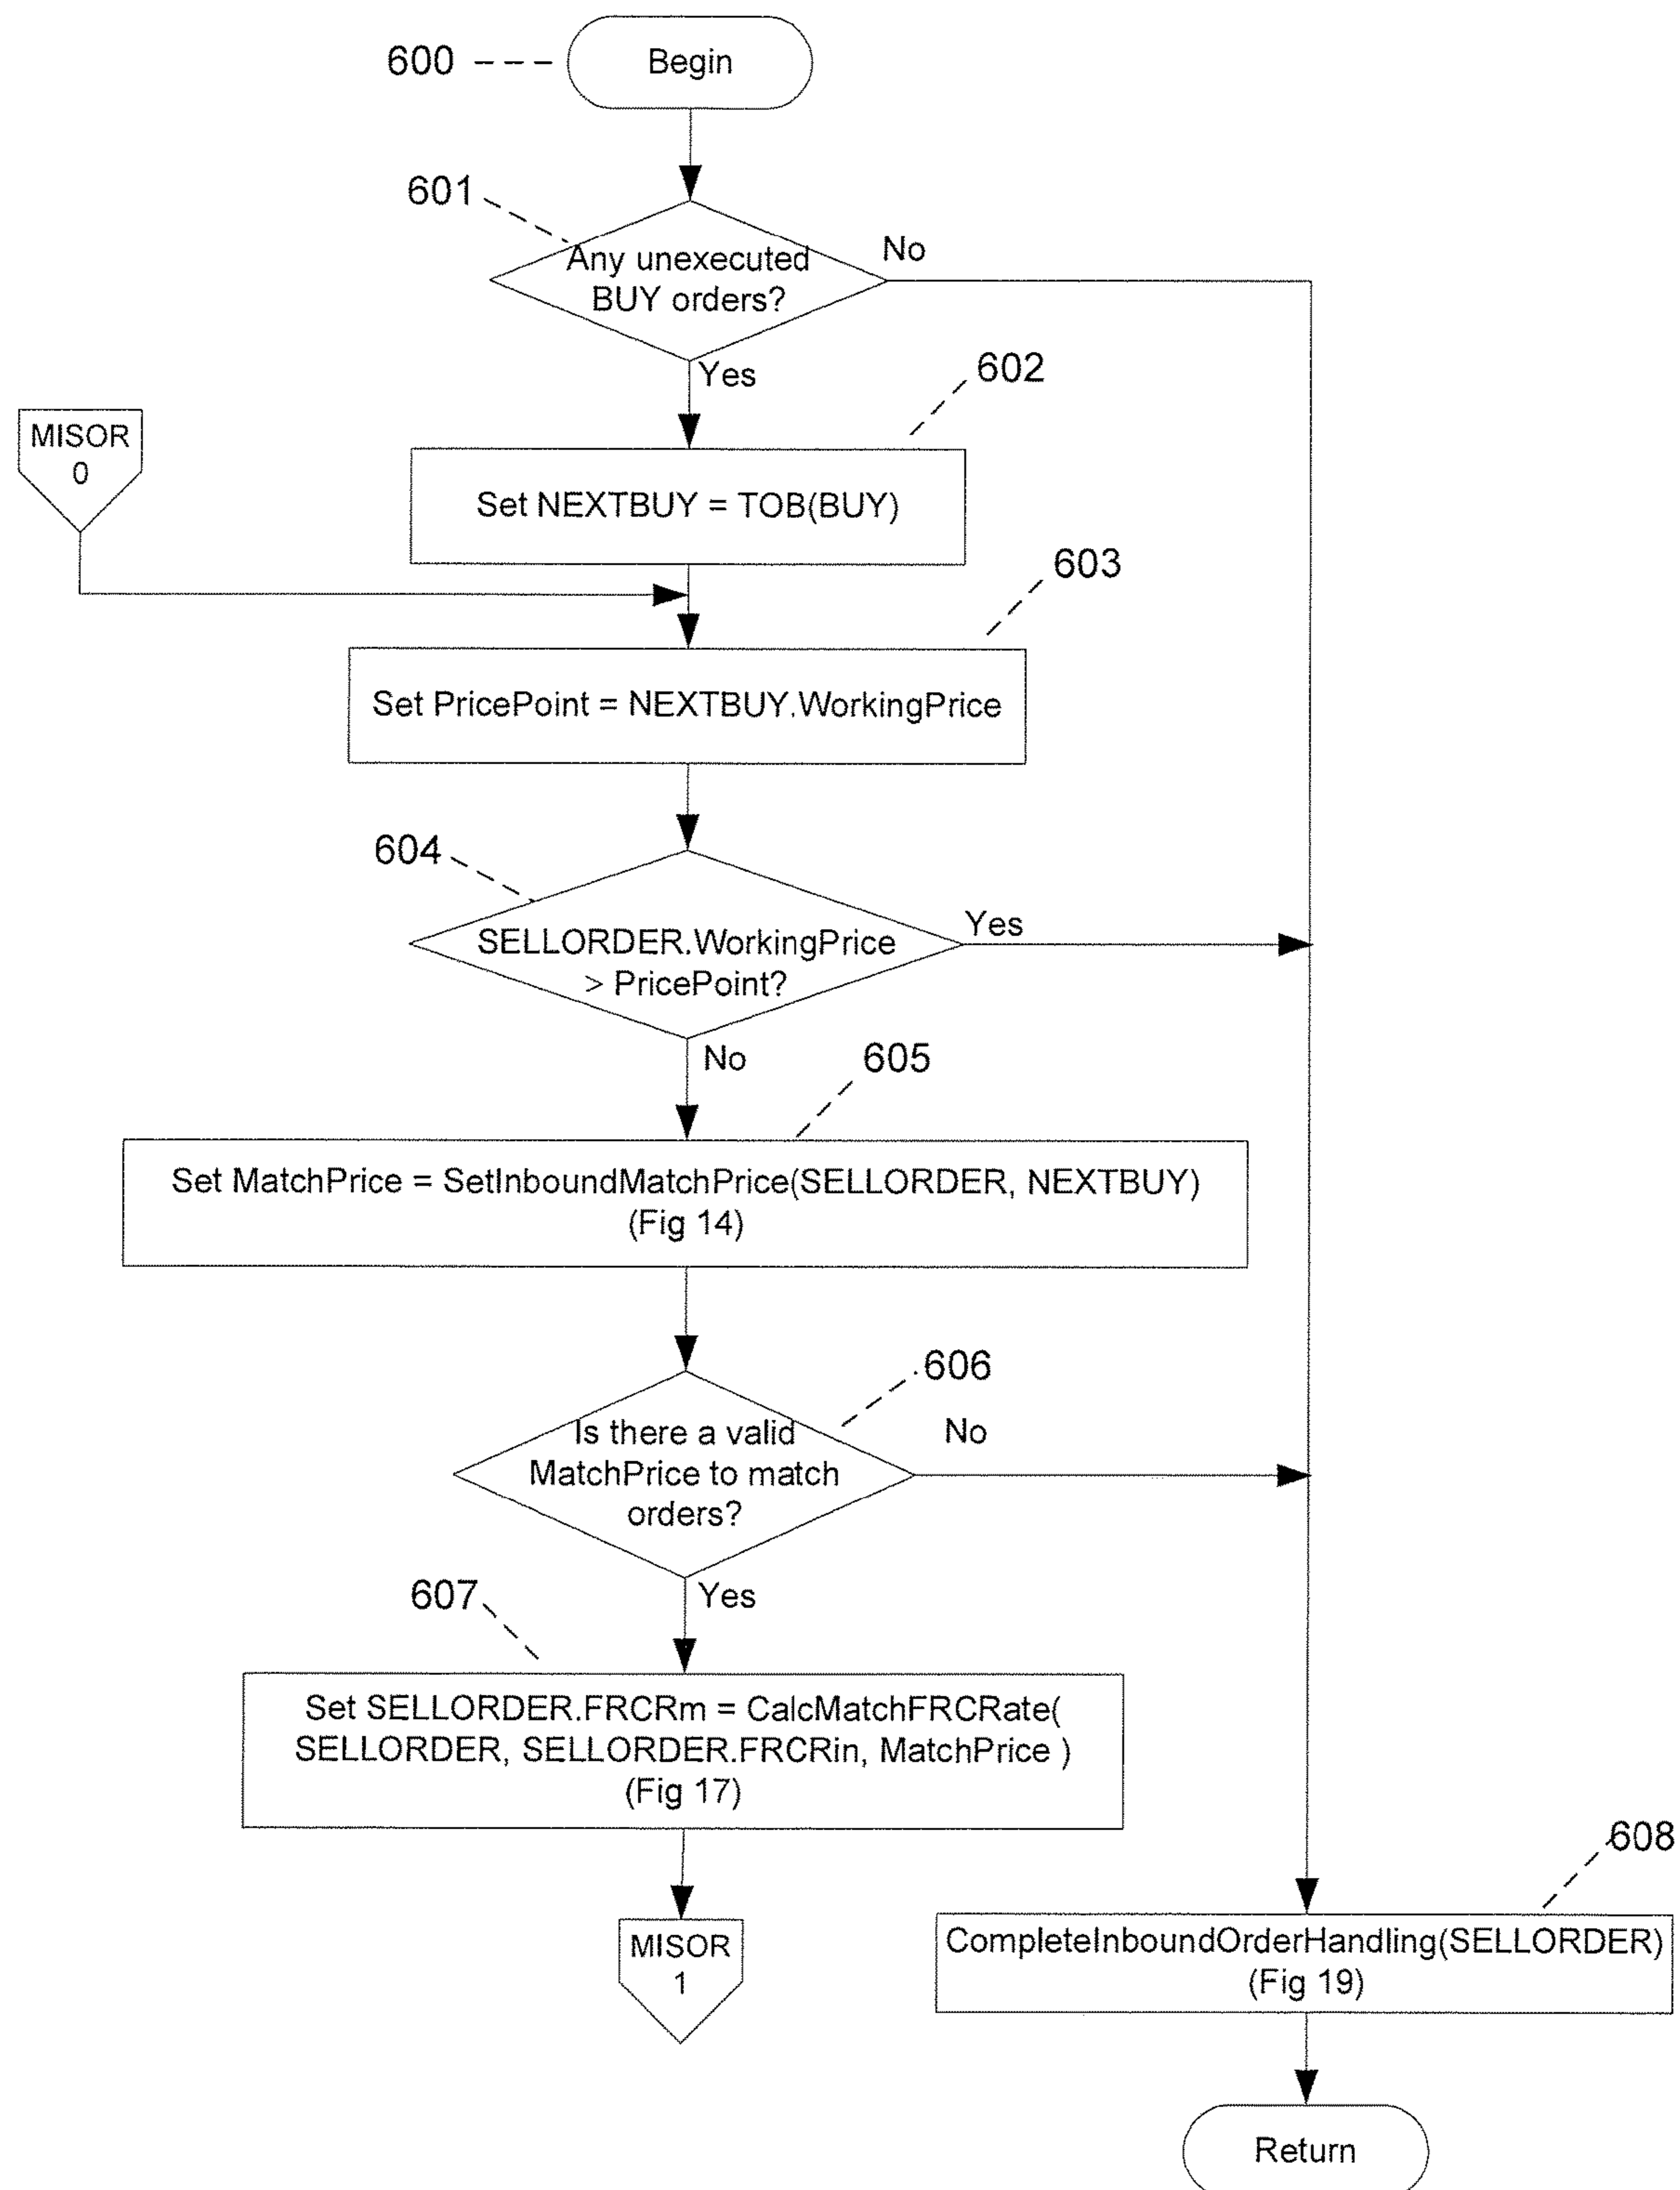 600
Begin
601
Any unexecuted
BUY orders?
No
Yes
602
MISOR
0
Set NEXTBUY = TOB(BUY)
603
Set PricePoint = NEXTBUY.WorkingPrice
604
SELLORDER.WorkingPrice
> PricePoint?
Yes
No
605
Set MatchPrice = SetInboundMatchPrice(SELLORDER, NEXTBUY)
(Fig 14)
606
Is there a valid
MatchPrice to match
orders?
No
Yes
607
Set SELLORDER.FRCRm = CalcMatchFRCRate(
SELLORDER, SELLORDER.FRCRin, MatchPrice )
(Fig 17)
608
MISOR
1
CompleteInboundOrderHandling(SELLORDER)
(Fig 19)
Return